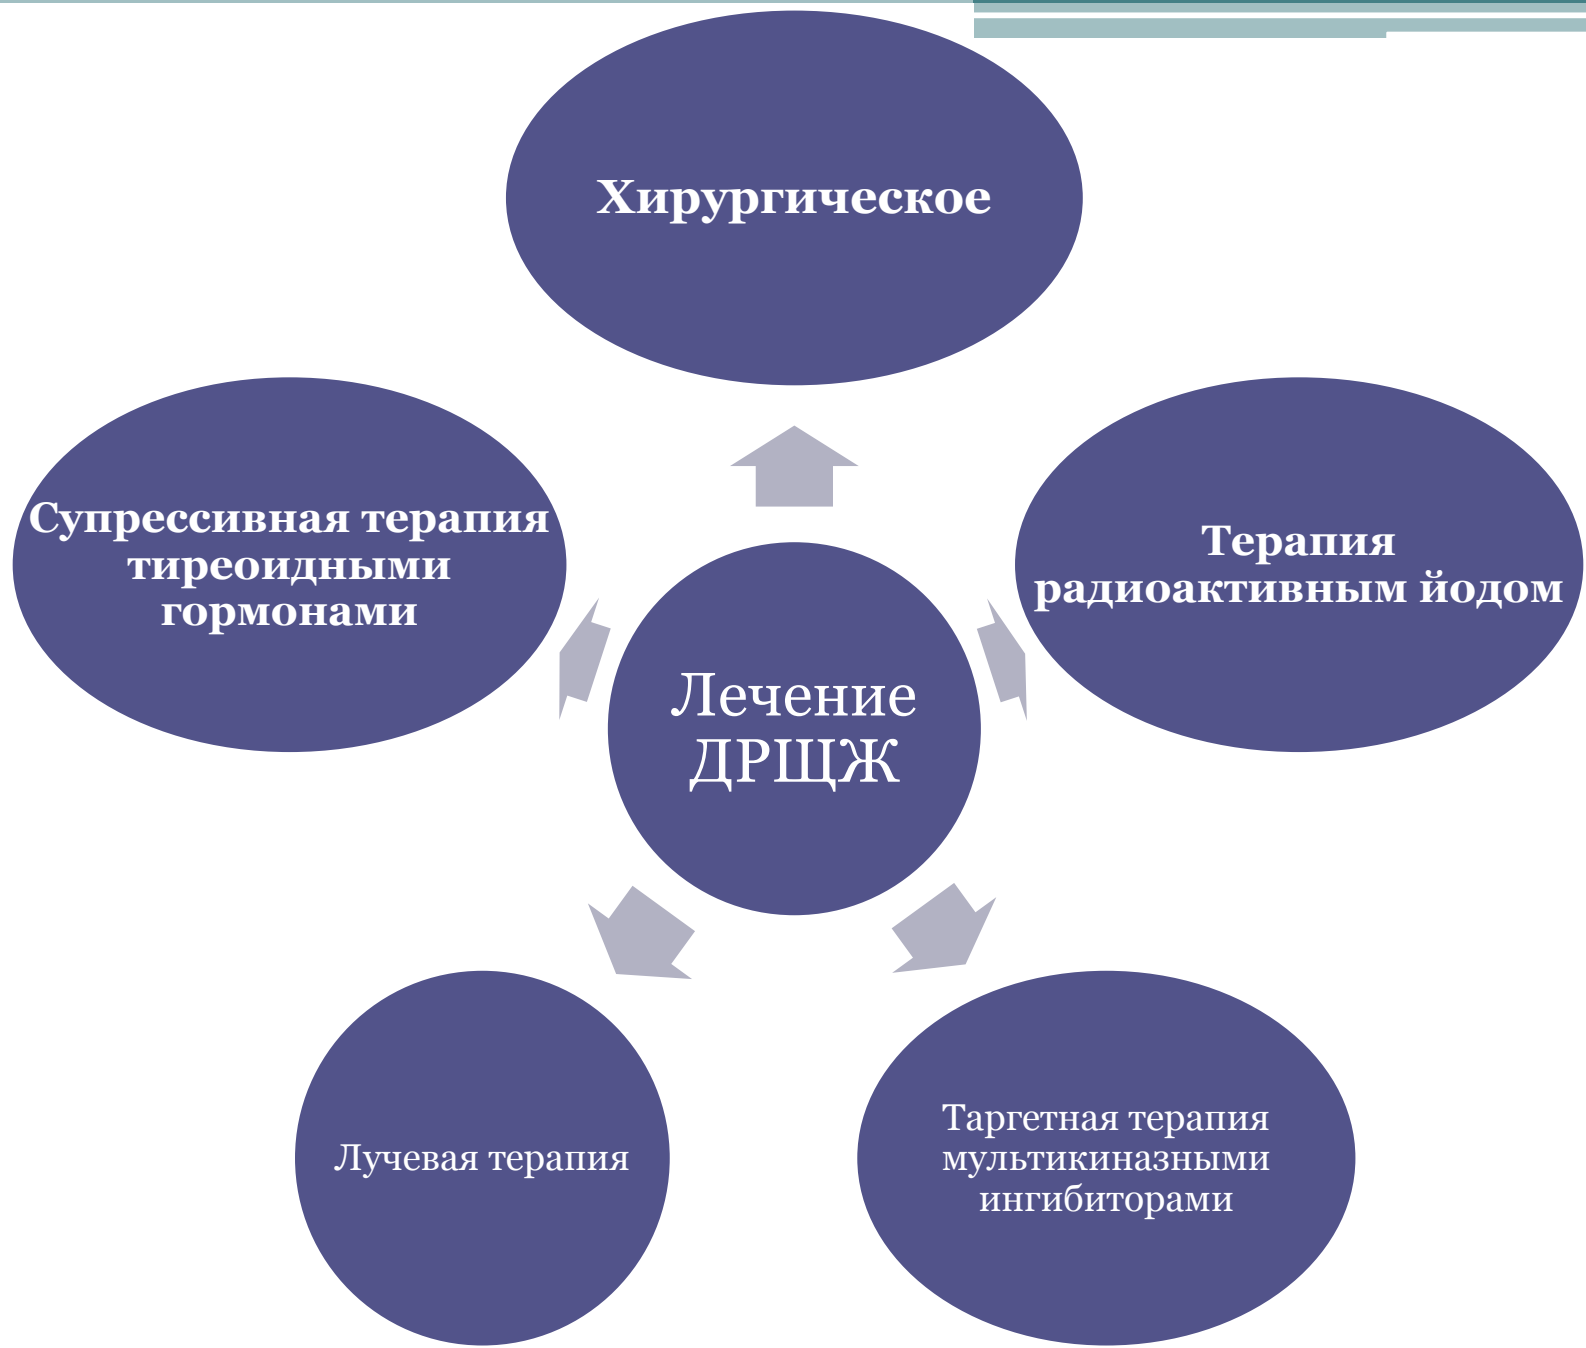 Хирургическое
Супрессивная терапия
тиреоидными
гормонами
Терапия
радиоактивным йодом
Лечение
ДРЩЖ
Лучевая терапия
Таргетная терапия
мультикиназными
ингибиторами